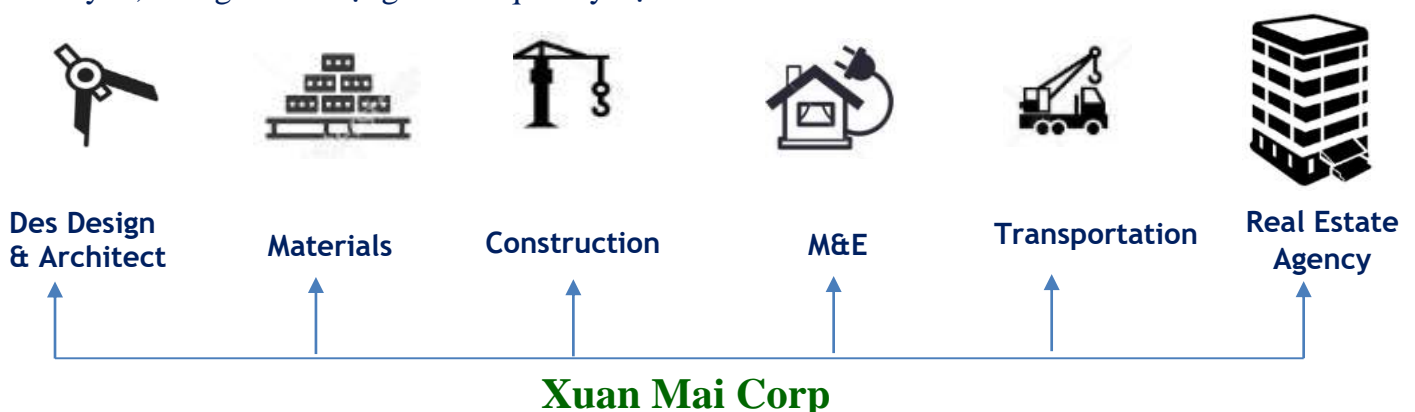 Des Design
& Architect
Materials
Construction
M&E
Transportation
Real Estate
Agency
Xuan Mai Corp